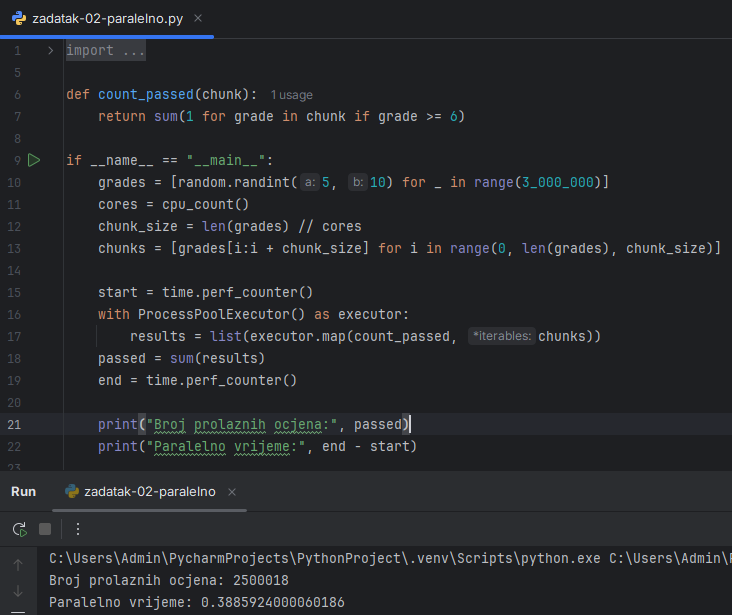 zadatak-02-paralelno.py
1 import ...
5
6 def count_passed(chunk): 1 usage
7 return sum(1 for grade in chunk if grade >= 6)
8
9 if __name__ == "__main__":
10 grades = [random.randint( a: 5, b: 10) for _ in range(3_000_000)]
11 cores = cpu_count()
12 chunk_size = len(grades) // cores
13 chunks = [grades[i:i + chunk_size] for i in range(0, len(grades), chunk_size)]
14
15 start = time.perf_counter()
16 with ProcessPoolExecutor() as executor:
17 results = list(executor.map(count_passed, *iterables: chunks))
18 passed = sum(results)
19 end = time.perf_counter()
20
21 print("Broj prolaznih ocjena:", passed)
22 print("Paralelno vrijeme:", end - start)
23
Run zadatak-02-paralelno
C:\Users\Admin\PycharmProjects\PythonProject\.venv\Scripts\python.exe C:\Users\Admin\
Broj prolaznih ocjena: 2500018
Paralelno vrijeme: 0.3885924000060186